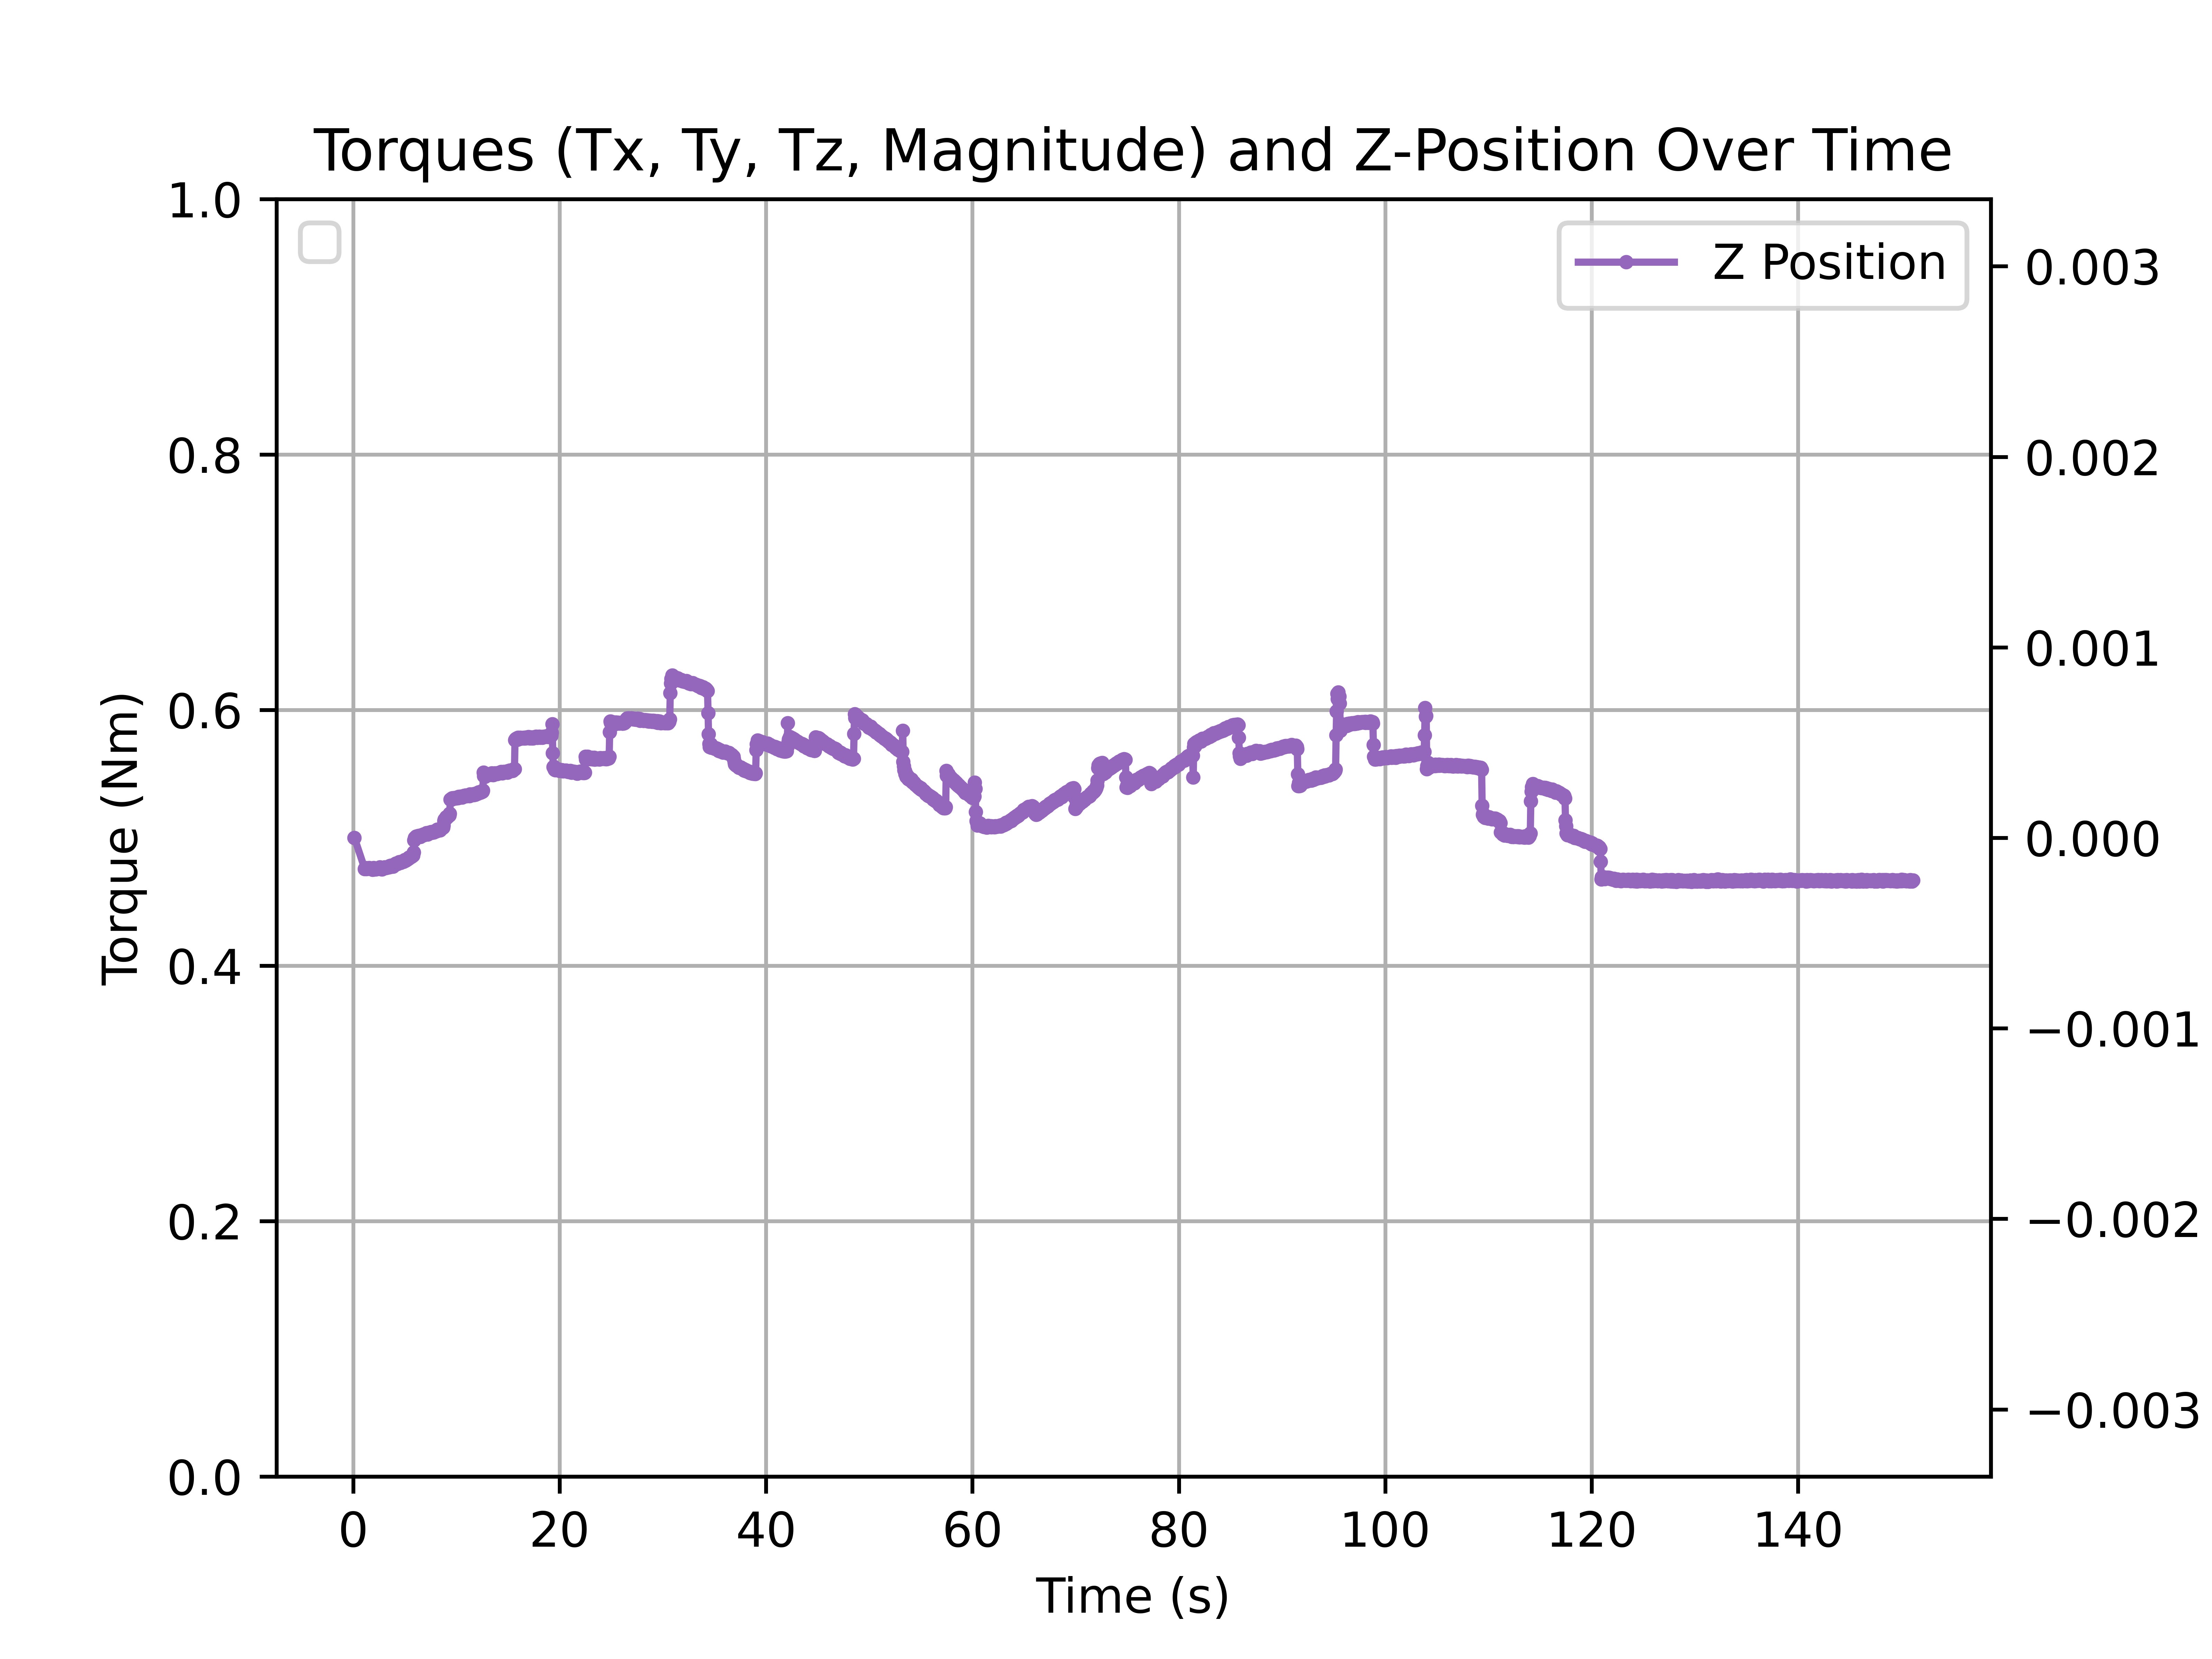 Torques (Tx, Ty, Tz, Magnitude) and Z-Position Over Time
Z Position
1.0
0.8
0.6
0.4
0.2
0.0
Torque (Nm)
0.003
0.002
0.001
0.000
−0.001
−0.002
−0.003
0 20 40 60 80 100 120 140
Time (s)